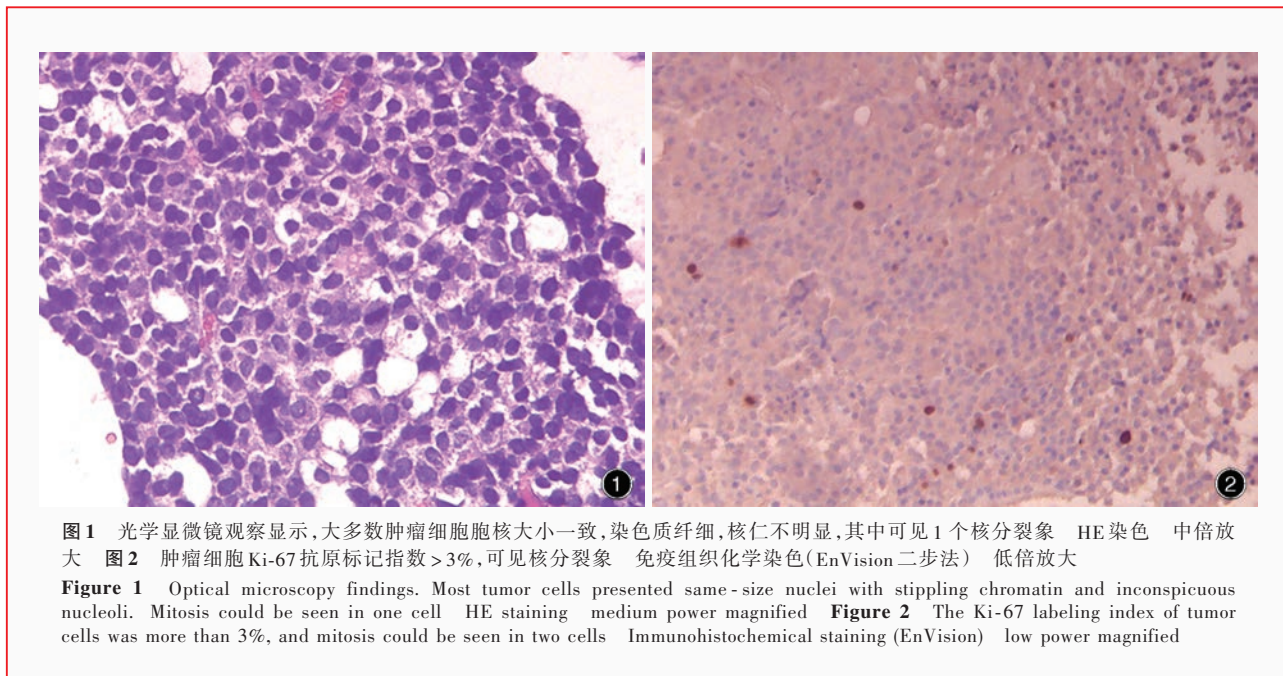 1
2
图1 光学显微镜观察显示,大多数肿瘤细胞胞核大小一致,染色质纤细,核仁不明显,其中可见1个核分裂象 HE染色 中倍放
大 图2 肿瘤细胞Ki-67抗原标记指数>3%,可见核分裂象 免疫组织化学染色(EnVision二步法) 低倍放大
Figure 1 Optical microscopy findings. Most tumor cells presented same-size nuclei with stippling chromatin and inconspicuous
nucleoli. Mitosis could be seen in one cell HE staining medium power magnified Figure 2 The Ki-67 labeling index of tumor
cells was more than 3%, and mitosis could be seen in two cells Immunohistochemical staining (EnVision) low power magnified